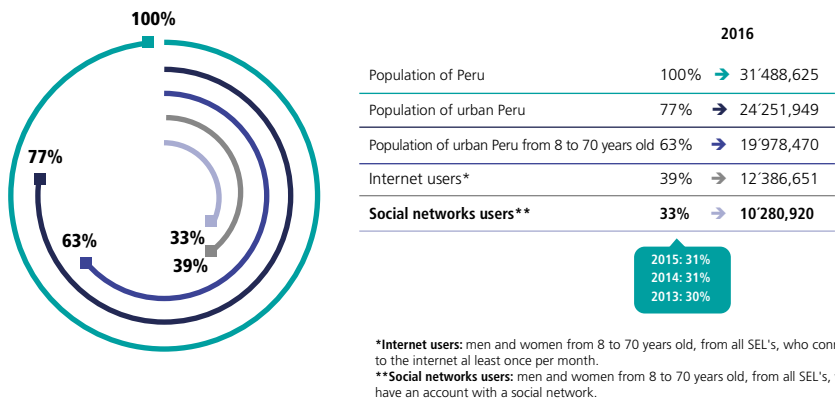 100%
77%
63%
33%
39%
2016
Population of Peru 100% ➔ 31´488,625
Population of urban Peru 77% ➔ 24´251,949
Population of urban Peru from 8 to 70 years old 63% ➔ 19´978,470
Internet users* 39% ➔ 12´386,651
Social networks users** 33% ➔ 10´280,920
2015: 31%
2014: 31%
2013: 30%
*Internet users: men and women from 8 to 70 years old, from all SEL's, who conn
to the internet al least once per month.
**Social networks users: men and women from 8 to 70 years old, from all SEL's,
have an account with a social network.